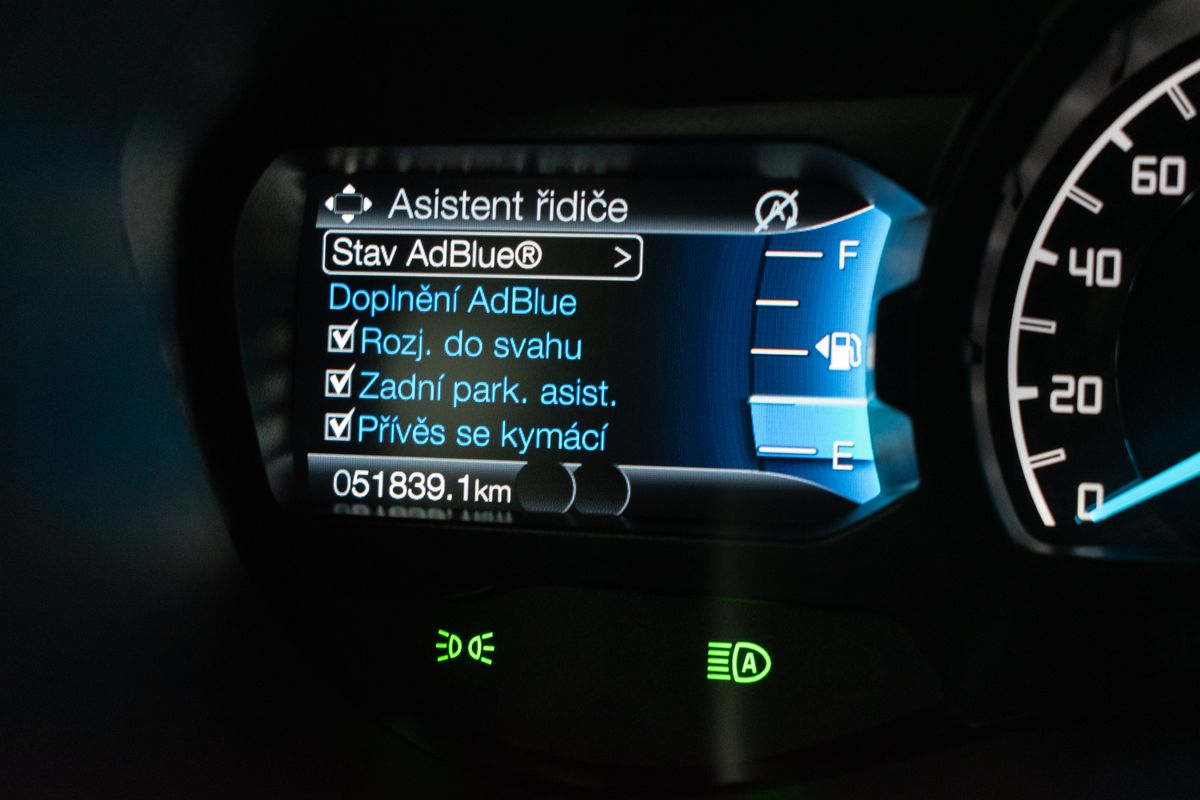 Asistent řidiče
Stav AdBlue® >
Doplnění AdBlue
Rozj. do svahu
Zadní park. asist.
Přívěs se kymácí
051839.1km
F
E
60
40
20
0
A
A